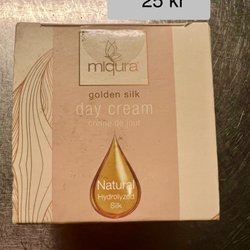 25 kr
miqura
golden silk
day cream
crème de jour
Natural
Hydrolyzed
Silk